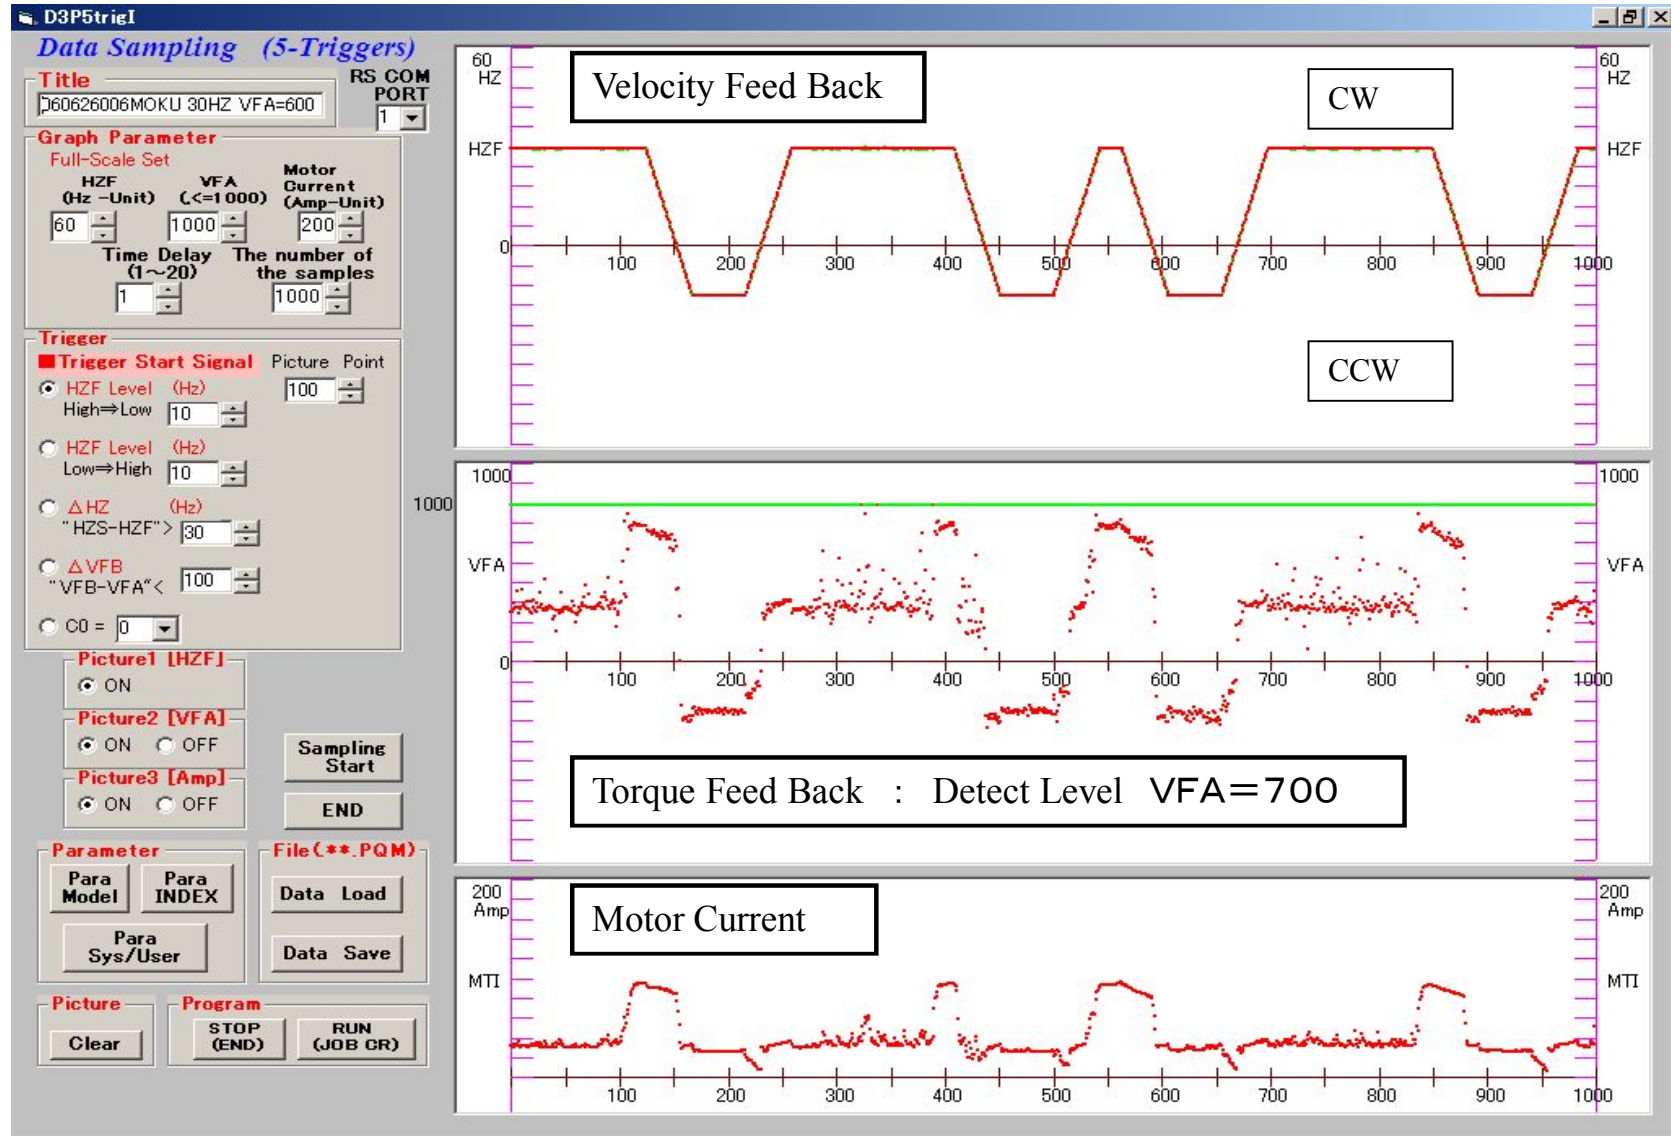 D3P5trigI
Data Sampling (5-Triggers)
Title
RS COM
PORT
060626006MOKU 30HZ VFA=600
1
Graph Parameter
Full-Scale Set
HZF
(Hz -Unit)
VFA
(<=1000)
Motor
Current
(Amp-Unit)
60
1000
200
Time Delay
(1～20)
The number of
the samples
1
1000
Trigger
■Trigger Start Signal
Picture Point
100
HZF Level (Hz)
High⇒Low 10
HZF Level (Hz)
Low⇒High 10
△HZ (Hz)
"HZS-HZF"> 30
△VFB
"VFB-VFA"< 100
C0 = 0
Picture1 [HZF]
ON
Picture2 [VFA]
ON OFF
Picture3 [Amp]
ON OFF
Sampling
Start
END
Parameter
Para
Model
Para
INDEX
Para
Sys/User
File(**.PQM)
Data Load
Data Save
Picture
Clear
Program
STOP
(END)
RUN
(JOB CR)
60
HZ
Velocity Feed Back
CW
60
HZ
HZF
HZF
0
100 200 300 400 500 600 700 800 900 1000
CCW
1000
1000
1000
VFA
VFA
0
100 200 300 400 500 600 700 800 900 1000
Torque Feed Back : Detect Level VFA＝700
200
Amp
Motor Current
200
Amp
MTI
MTI
100 200 300 400 500 600 700 800 900 1000